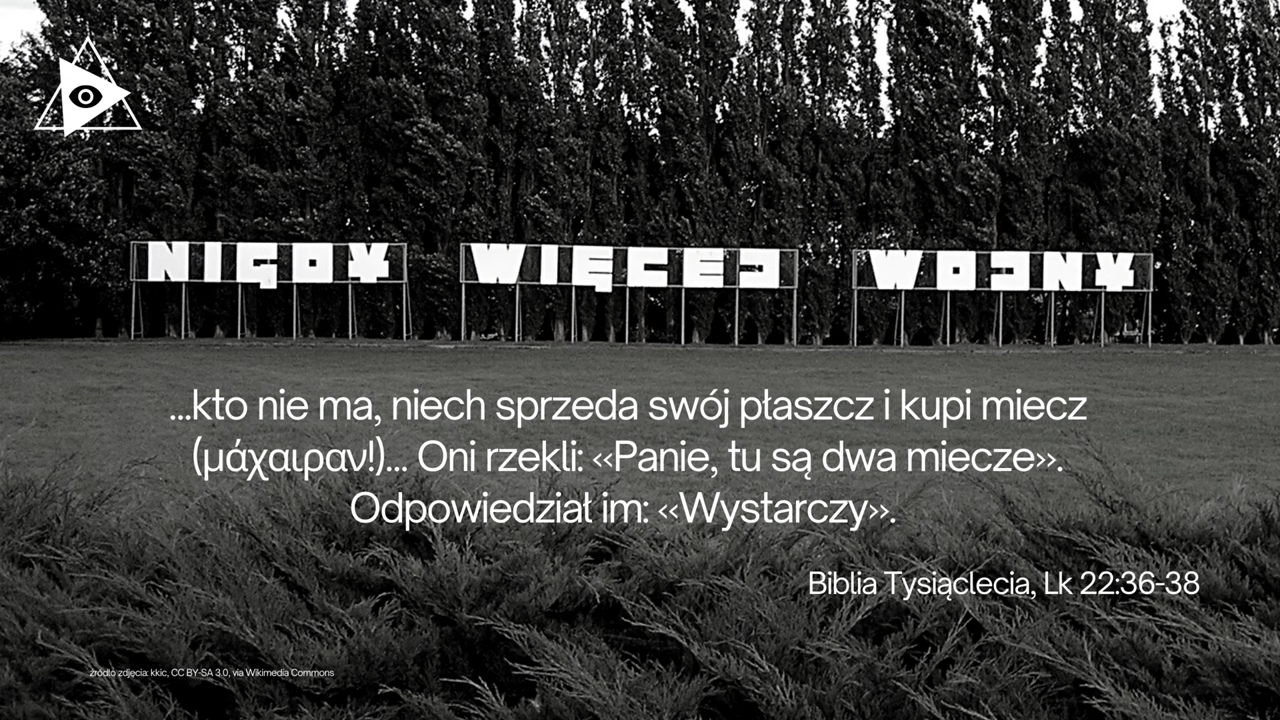 NIGDY WIĘCEJ WOJNY
...kto nie ma, niech sprzeda swój płaszcz i kupi miecz
(μάχαιραν!)... Oni rzekli: ‹‹Panie, tu są dwa miecze››.
Odpowiedział im: ‹‹Wystarczy››.
Biblia Tysiąclecia, Lk 22:36-38
źródło zdjęcia: kkic, CC BY-SA 3.0, via Wikimedia Commons